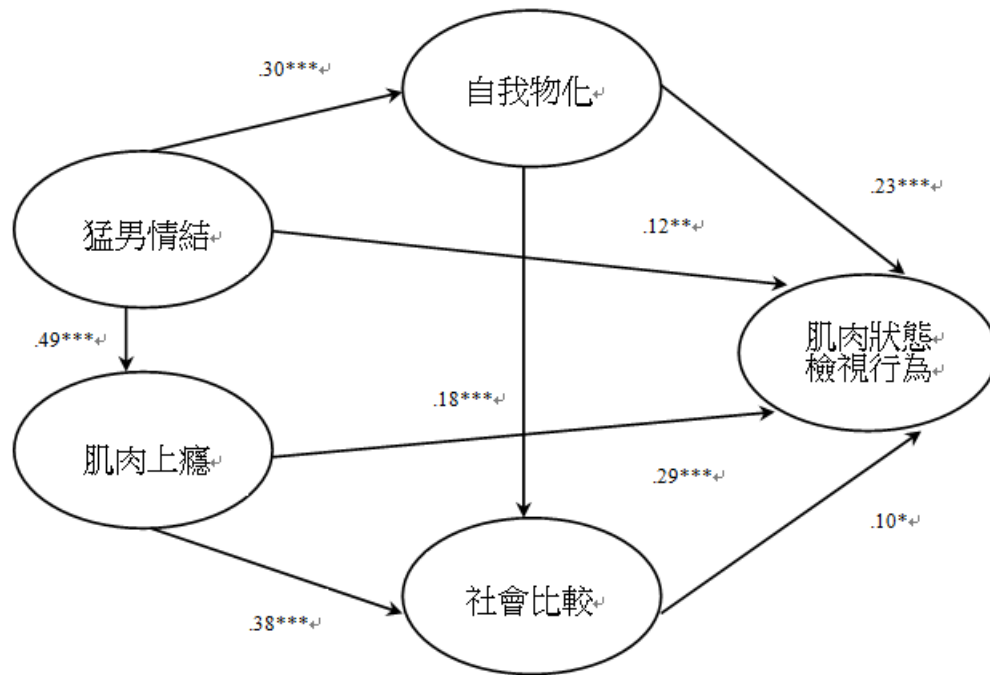 .30***↵
自我物化↵
.23***↵
猛男情結↵
.12**↵
.49***↵
肌肉狀態↵
檢視行為↵
.18***↵
肌肉上癮↵
.29***↵
.10*↵
社會比較↵
.38***↵